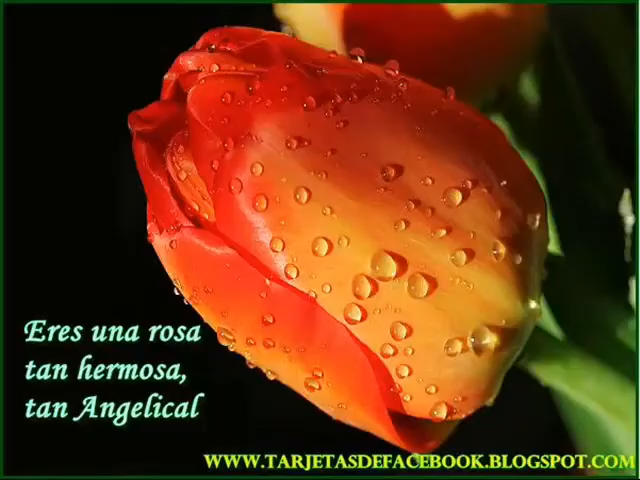 Eres una rosa
tan hermosa,
tan Angelical
WWW.TARJETASDEFACEBOOK.BLOGSPOT.COM